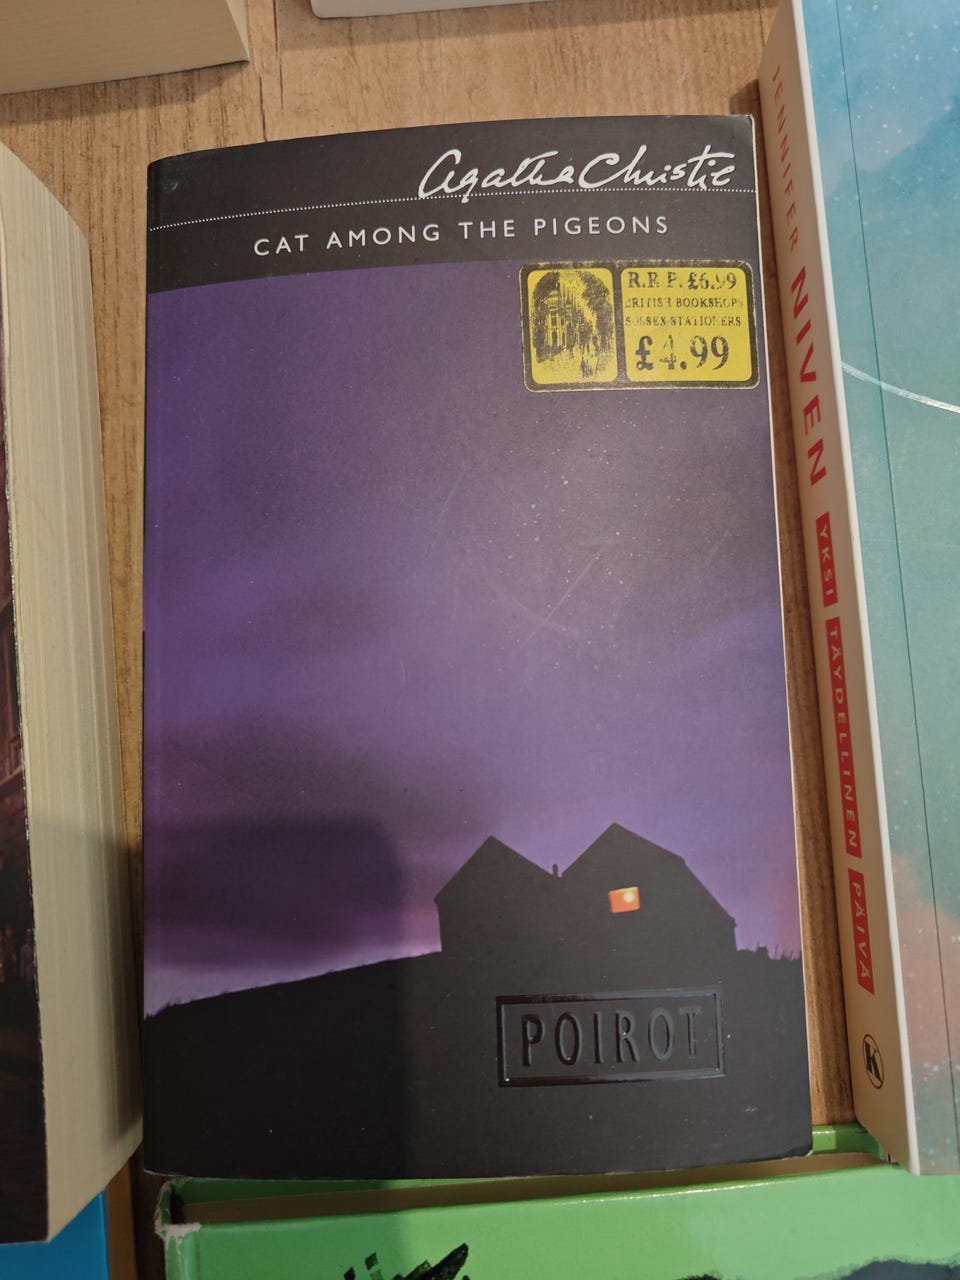 Agatha Christie
CAT AMONG THE PIGEONS
R.R.P. £6.99
BRITISH BOOKSHOPS
SUSSEX STATIONERS
£4.99
POIROT
JENNIFER NIVEN YKSI TÄYDELLINEN PÄIVÄ
K